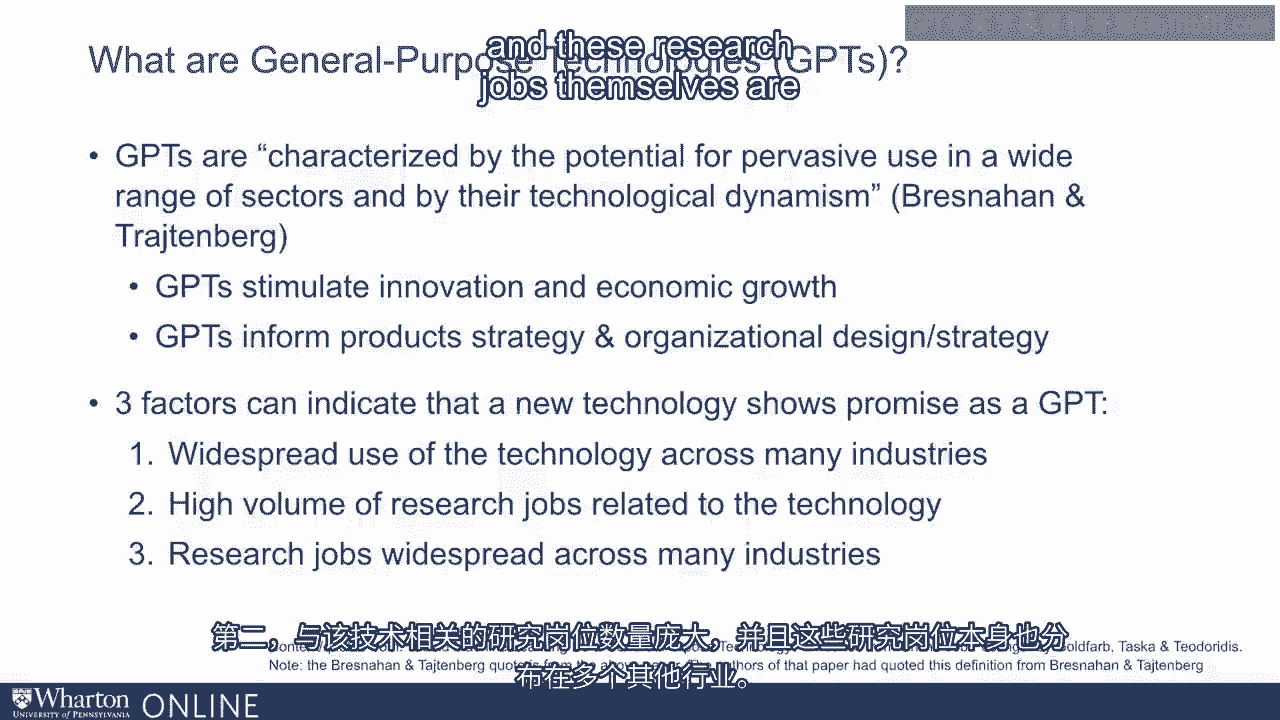 and these research
What are General-Purpose Technologies (GPTs)?
jobs themselves are
• GPTs are “characterized by the potential for pervasive use in a wide
range of sectors and by their technological dynamism” (Bresnahan &
Trajtenberg)
• GPTs stimulate innovation and economic growth
• GPTs inform products strategy & organizational design/strategy
• 3 factors can indicate that a new technology shows promise as a GPT:
1. Widespread use of the technology across many industries
2. High volume of research jobs related to the technology
3. Research jobs widespread across many industries
第二，与该技术相关的研究岗位数量庞大，并且这些研究岗位本身也分
Goldfarb, Taska & Teodoridis.
Note: the Bresnahan & Tajtenberg authors of that paper had quoted this definition from Bresnahan & Tajtenberg
布在多个其他行业。
Wharton ONLINE
UNIVERSITY of PENNSYLVANIA